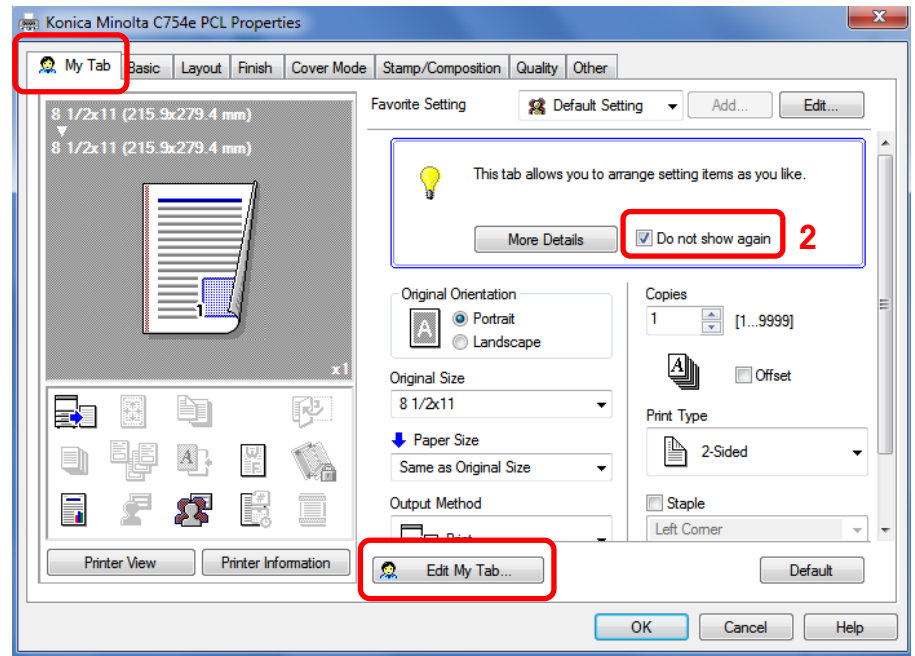 Konica Minolta C754e PCL Properties
My Tab Basic Layout Finish Cover Mode Stamp/Composition Quality Other
8 1/2x11 (215.9x279.4 mm)
8 1/2x11 (215.9x279.4 mm)
1
x1
Printer View Printer Information
Favorite Setting Default Setting Add... Edit...
This tab allows you to arrange setting items as you like.
More Details Do not show again 2
Original Orientation
A Portrait
Landscape
Original Size
8 1/2x11
Paper Size
Same as Original Size
Output Method
Print
Copies
1 [1...9999]
A Offset
Print Type
2-Sided
Staple
Left Corner
Edit My Tab... Default
OK Cancel Help